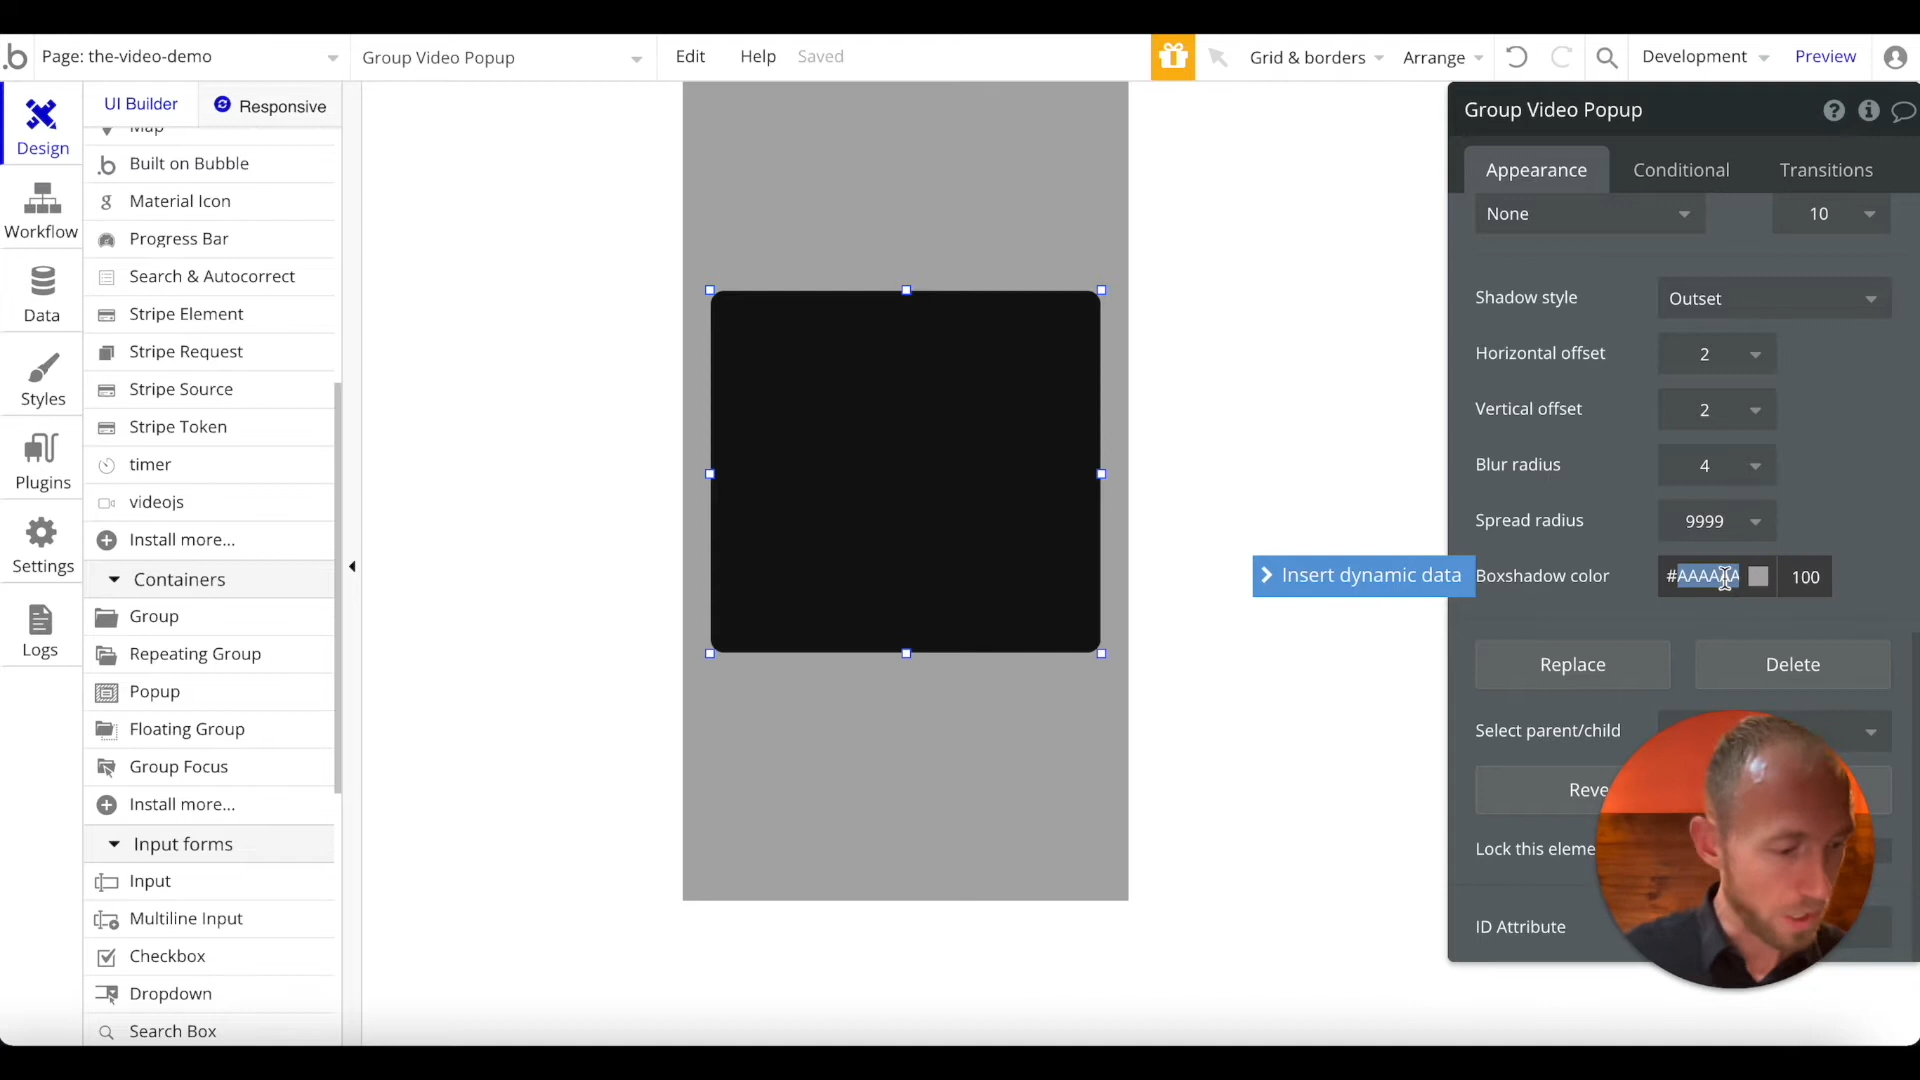 Page: the-video-demo
Group Video Popup
Edit
Help
Saved
Grid & borders
Arrange
Development
Preview
Design
Workflow
Data
Styles
Plugins
Settings
Logs
UI Builder
Responsive
Map
Built on Bubble
Material Icon
Progress Bar
Search & Autocorrect
Stripe Element
Stripe Request
Stripe Source
Stripe Token
timer
videojs
Install more...
Containers
Group
Repeating Group
Popup
Floating Group
Group Focus
Install more...
Input forms
Input
Multiline Input
Checkbox
Dropdown
Search Box
Group Video Popup
Appearance
Conditional
Transitions
None
10
Shadow style
Outset
Horizontal offset
2
Vertical offset
2
Blur radius
4
Spread radius
9999
Insert dynamic data
Boxshadow color
#AAAAAA
100
Replace
Delete
Select parent/child
Reve
Lock this eleme
ID Attribute